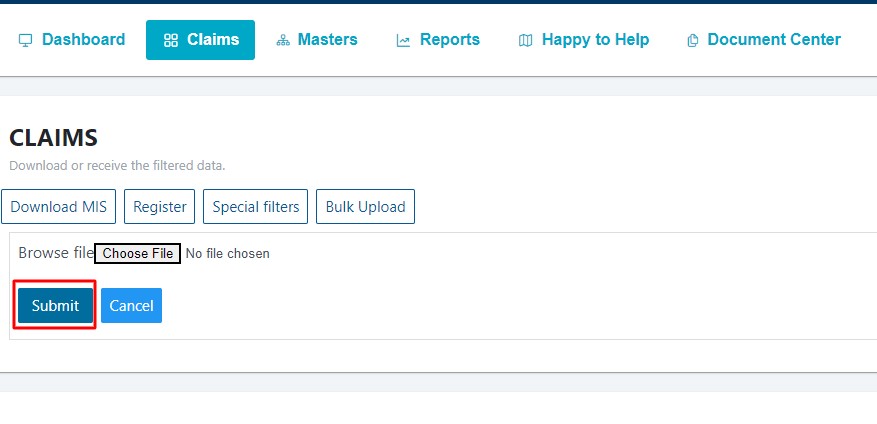 Dashboard Claims Masters Reports Happy to Help Document Center
CLAIMS
Download or receive the filtered data.
Download MIS Register Special filters Bulk Upload
Browse file Choose File No file chosen
Submit Cancel